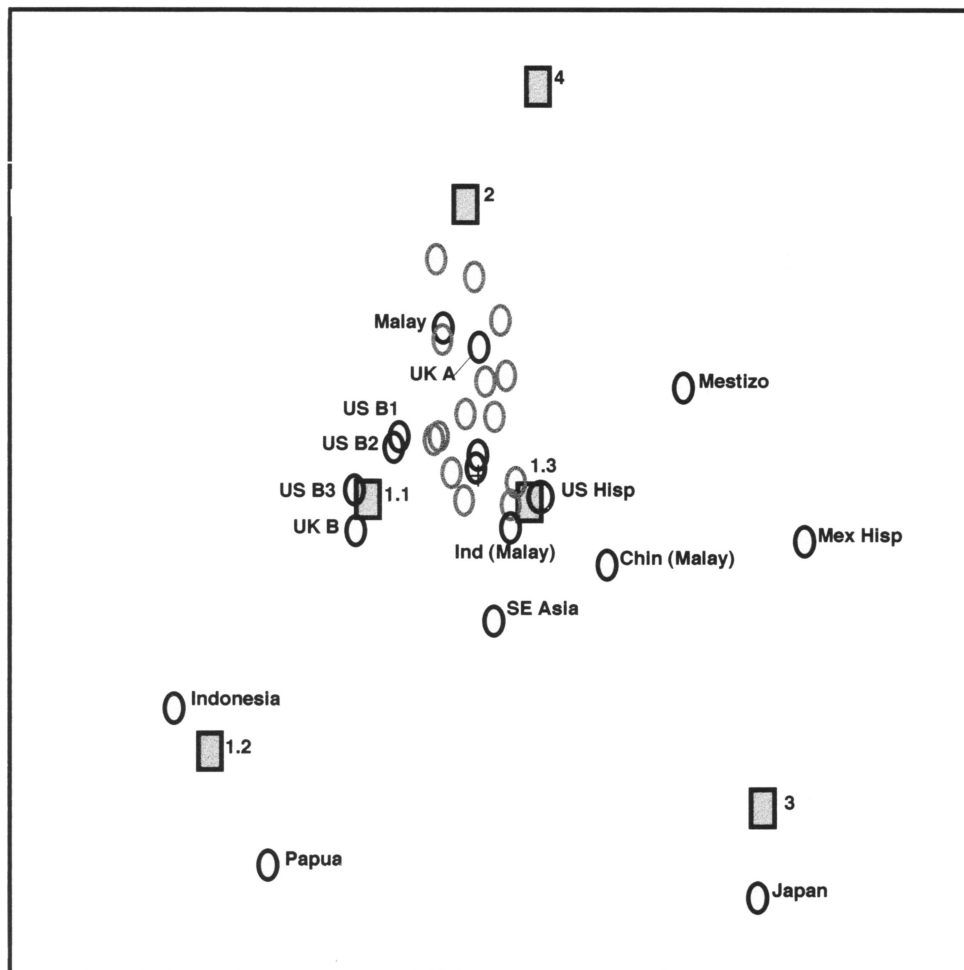 4
2
Malay
UK A
Mestizo
US B1
US B2
1.3
US B3
1.1
US Hisp
UK B
Ind (Malay)
Mex Hisp
Chin (Malay)
SE Asia
Indonesia
1.2
3
Papua
Japan